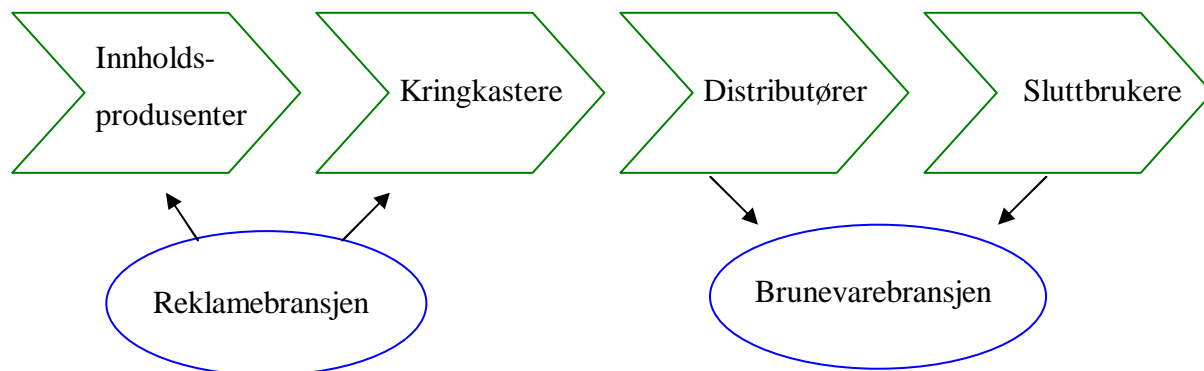 Innholds-
produsenter
Kringkastere
Distributører
Sluttbrukere
Reklamebransjen
Brunevarebransjen